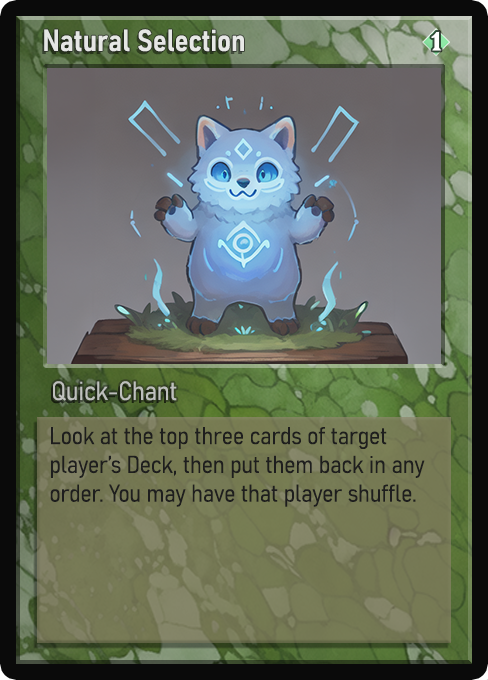 Natural Selection
1
Quick-Chant
Look at the top three cards of target
player's Deck, then put them back in any
order. You may have that player shuffle.